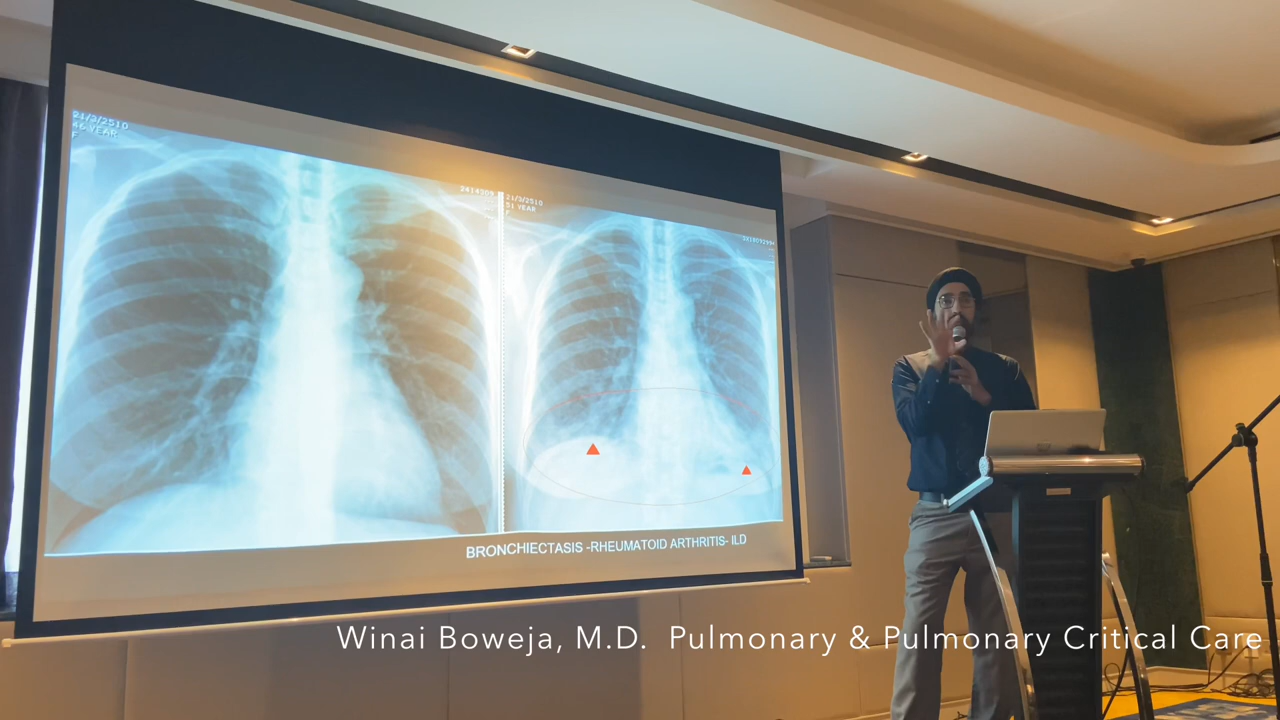 21/3/2510
46 YEAR
F
2414509
21/3/2510
51 YEAR
F
BRONCHIECTASIS -RHEUMATOID ARTHRITIS- ILD
Winai Boweja, M.D. Pulmonary & Pulmonary Critical Care